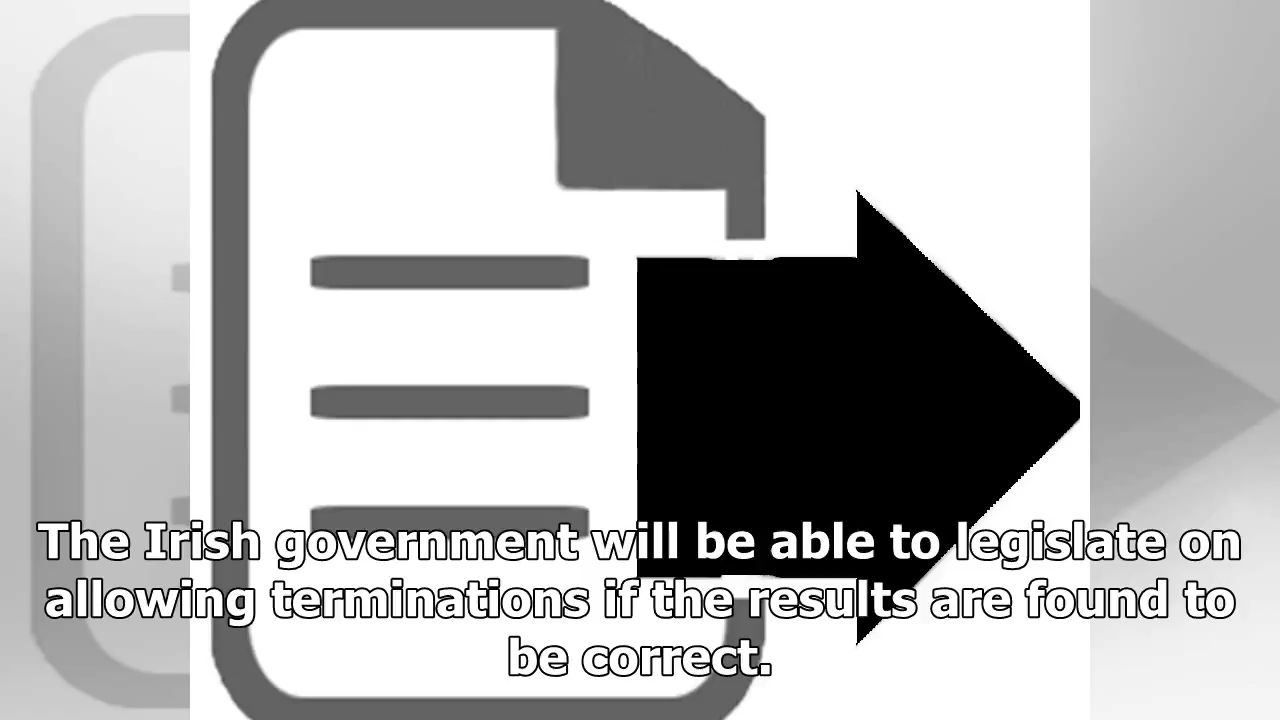 The Irish government will be able to legislate on
allowing terminations if the results are found to
be correct.